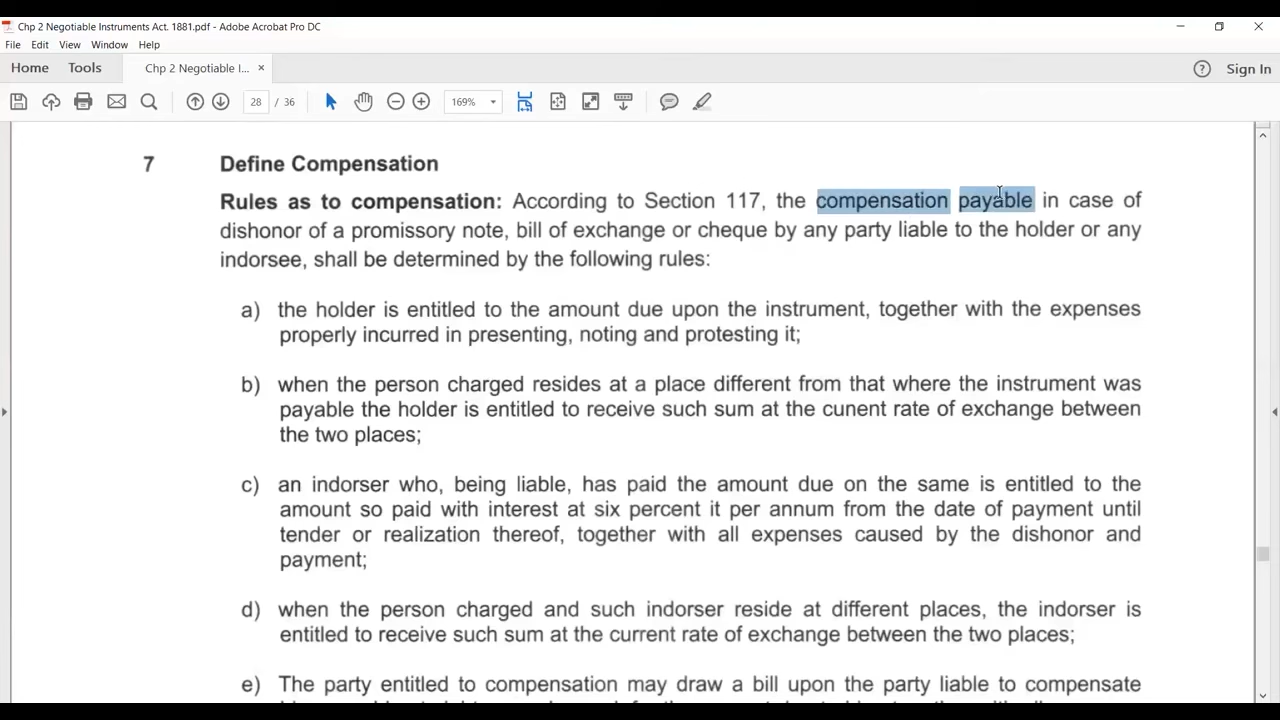 Chp 2 Negotiable Instruments Act. 1881.pdf - Adobe Acrobat Pro DC
File Edit View Window Help
Home Tools Chp 2 Negotiable I... × Sign In
28 / 36 169%
7 Define Compensation
Rules as to compensation: According to Section 117, the compensation payable in case of
dishonor of a promissory note, bill of exchange or cheque by any party liable to the holder or any
indorsee, shall be determined by the following rules:
a) the holder is entitled to the amount due upon the instrument, together with the expenses
properly incurred in presenting, noting and protesting it;
b) when the person charged resides at a place different from that where the instrument was
payable the holder is entitled to receive such sum at the cunent rate of exchange between
the two places;
c) an indorser who, being liable, has paid the amount due on the same is entitled to the
amount so paid with interest at six percent it per annum from the date of payment until
tender or realization thereof, together with all expenses caused by the dishonor and
payment;
d) when the person charged and such indorser reside at different places, the indorser is
entitled to receive such sum at the current rate of exchange between the two places;
e) The party entitled to compensation may draw a bill upon the party liable to compensate